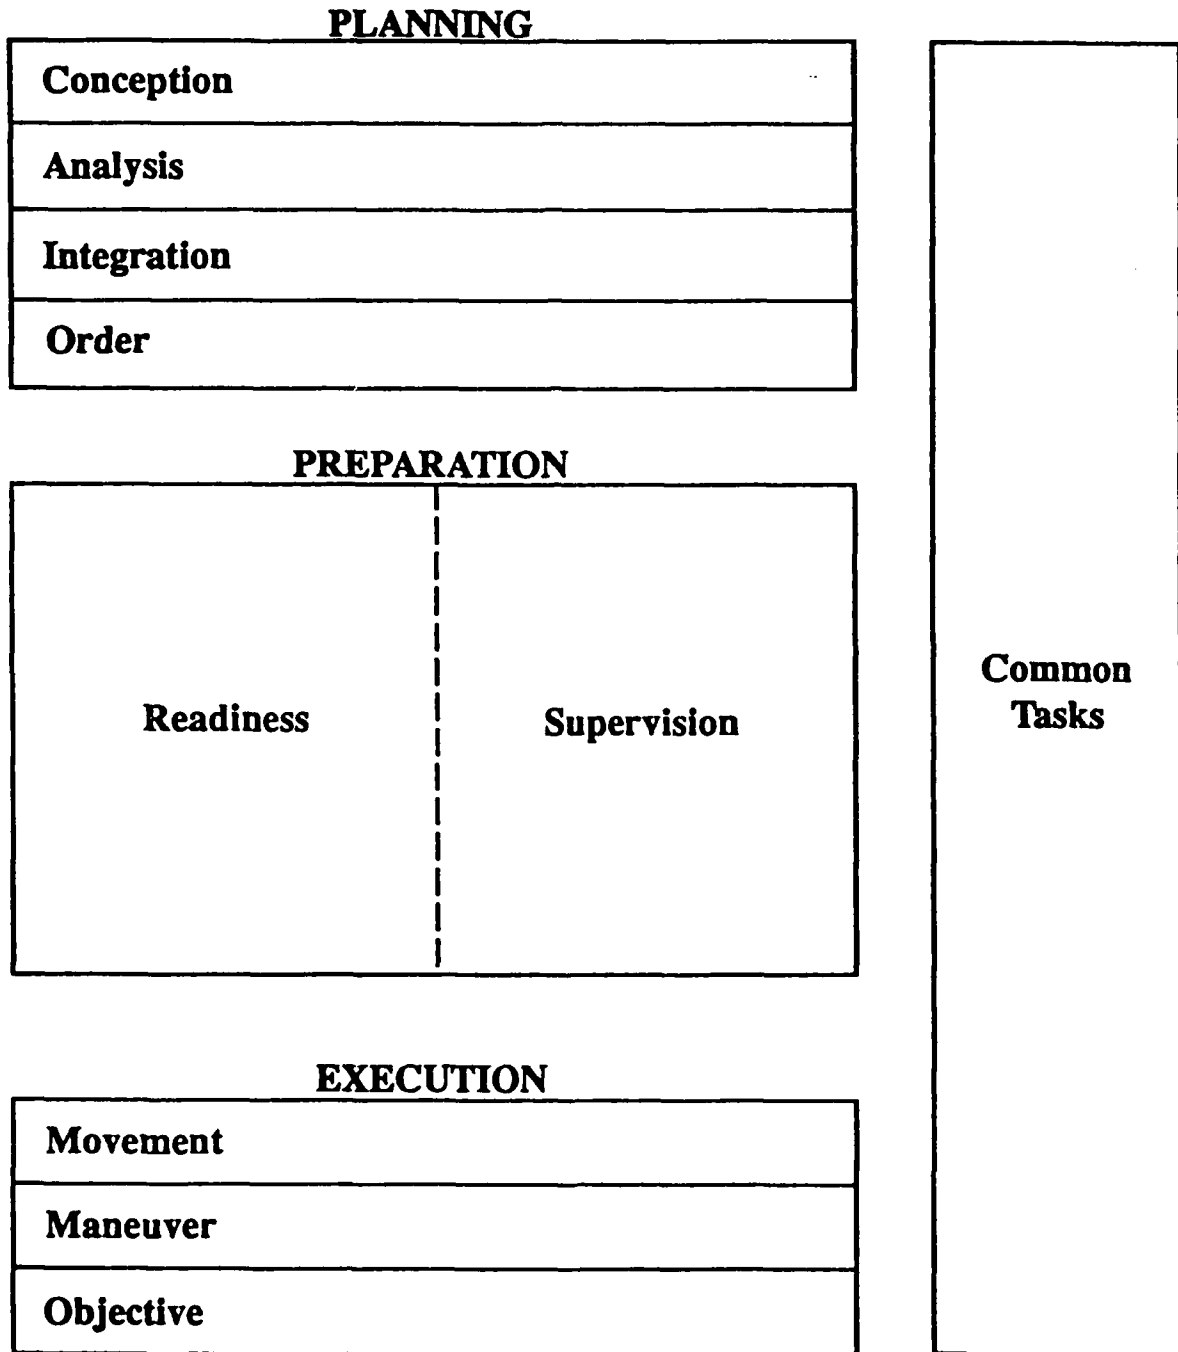 PLANNING
Conception
Analysis
Integration
Order
PREPARATION
Readiness
Supervision
EXECUTION
Movement
Maneuver
Objective
Common
Tasks